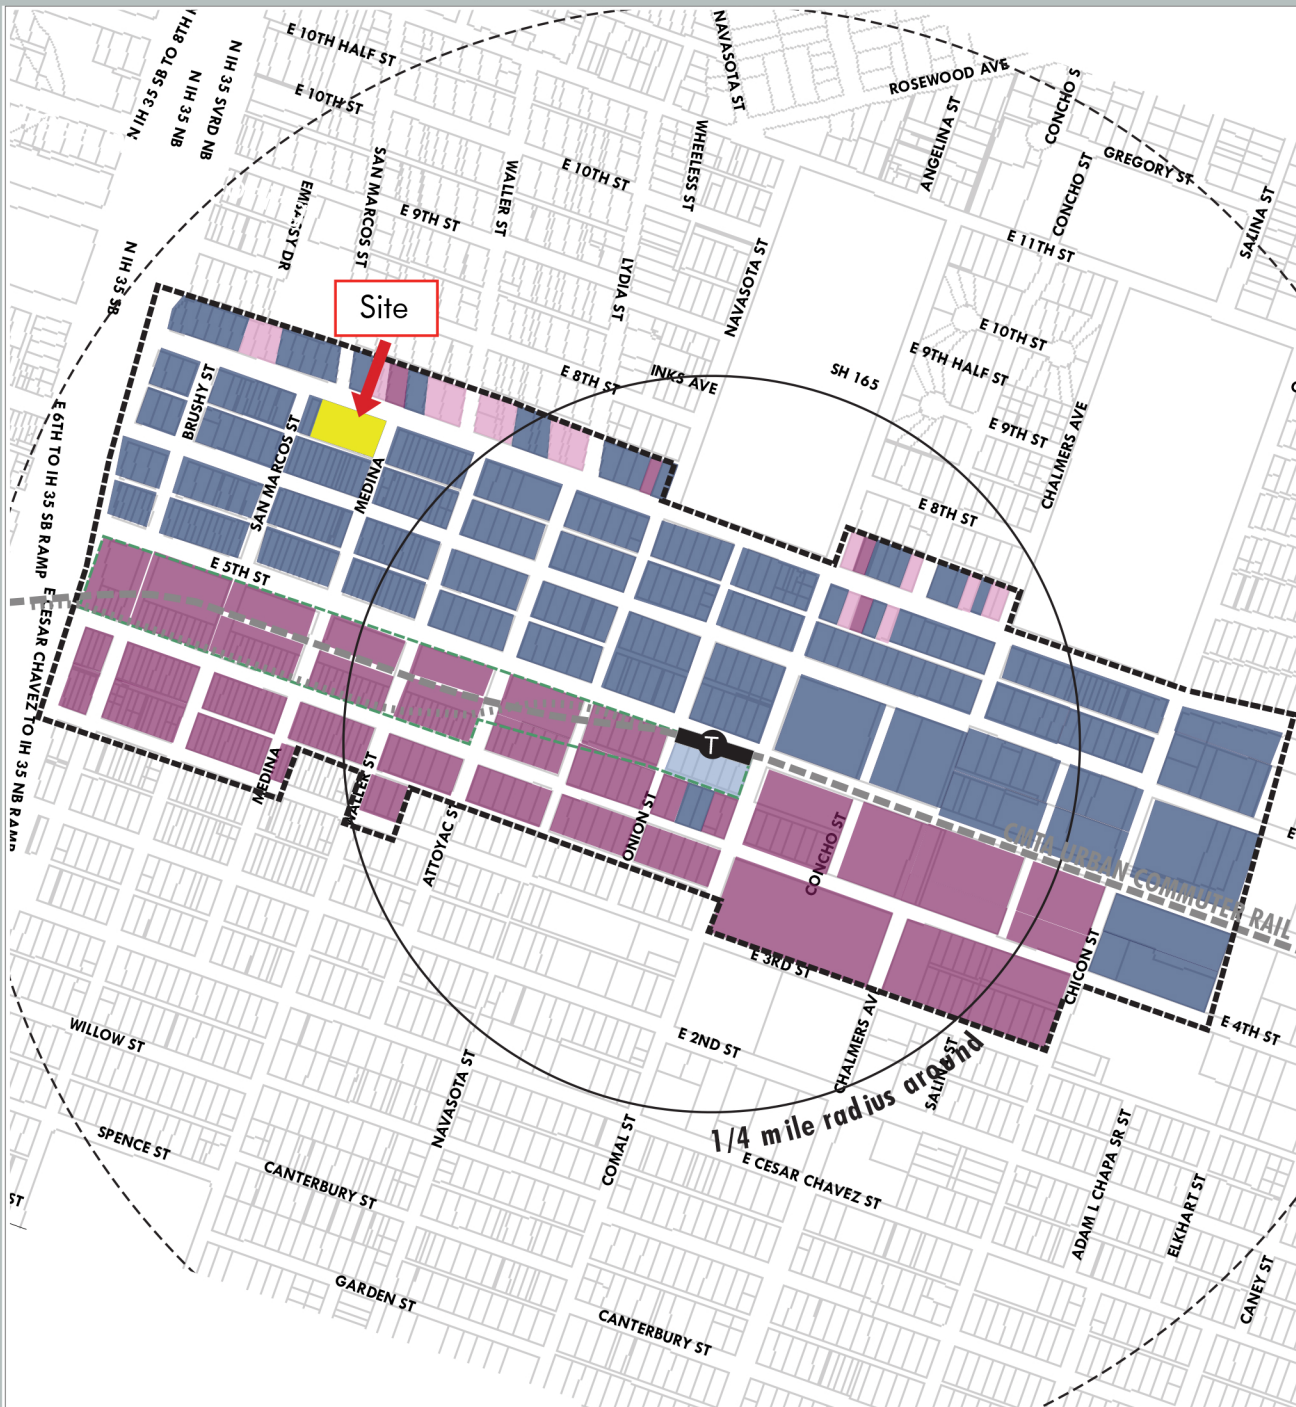 N IH 35 SB TO 8TH
N IH 35 NB
N IH 35 SVRD NB
E 10TH HALF ST
E 10TH ST
NAVASOTA ST
ROSEWOOD AVE
ANGELINA ST
CONCHO S
GREGORY ST
CONCHO ST
SALINA ST
SAN MARCOS ST
E 9TH ST
WALLER ST
E 10TH ST
WHEELESS ST
E 11TH ST
N IH 35 SB
LYDIA ST
NAVASOTA ST
Site
E 10TH ST
E 9TH HALF ST
E 8TH ST
INKS AVE
SH 165
E 9TH ST
CHALMERS AVE
BRUSHY ST
SAN MARCOS ST
MEDINA
E 8TH ST
E 6TH TO IH 35 SB RAMP
E 5TH ST
E CESAR CHAVEZ TO IH 35 NB RAMP
T
MEDINA
WALLER ST
ATTOYAC ST
ONION ST
CONCHO ST
CMTA URBAN COMMUTER RAIL
E 3RD ST
CHICON ST
E 4TH ST
WILLOW ST
E 2ND ST
CHALMERS AV
SALINA ST
1/4 mile radius around
NAVASOTA ST
SPENCE ST
COMAL ST
CANTERBURY ST
E CESAR CHAVEZ ST
ADAM L CHAPA SR ST
ELKHART ST
ST
GARDEN ST
CANTERBURY ST
CANEY ST